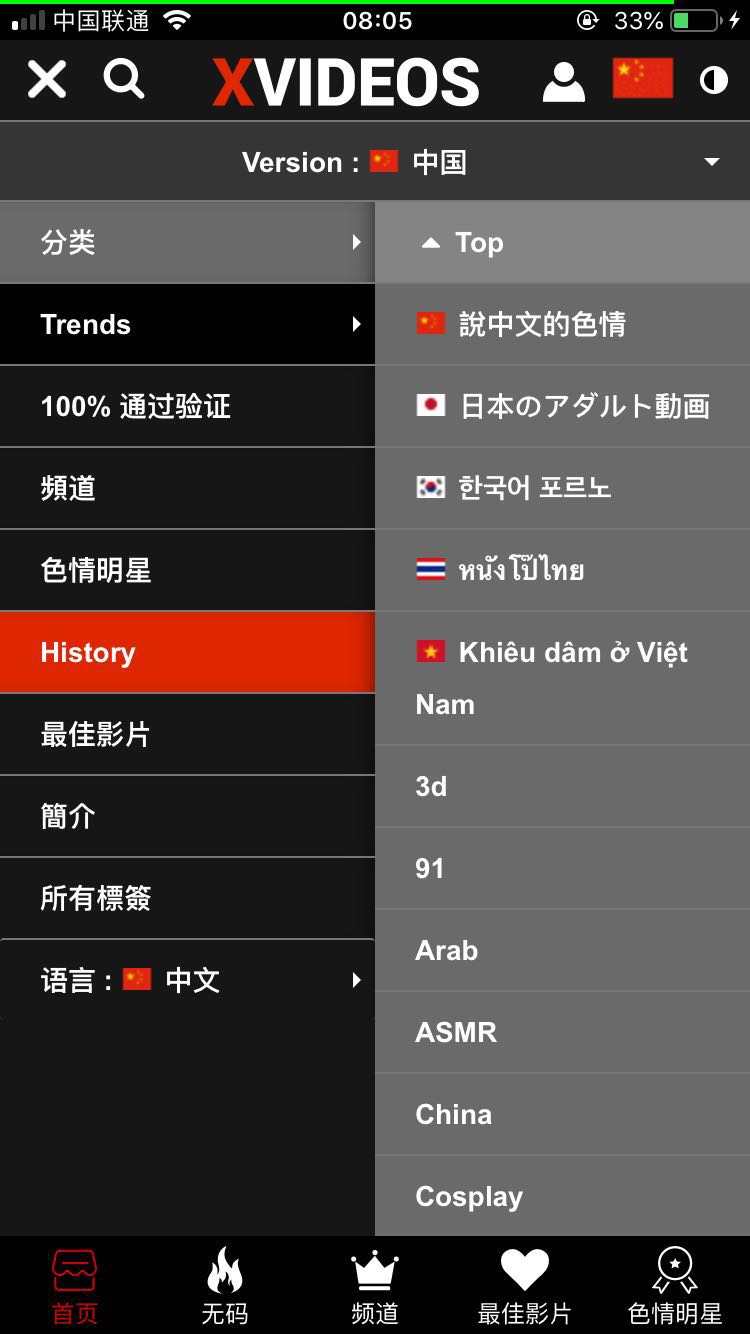 中国联通 08:05 33%
XVIDEOS
Version : 中国
分类
Trends
100% 通过验证
頻道
色情明星
History
最佳影片
簡介
所有標簽
语言 : 中文
Top
說中文的色情
日本のアダルト動画
한국어 포르노
หนังโป๊ไทย
Khiêu dâm ở Việt
Nam
3d
91
Arab
ASMR
China
Cosplay
首页 无码 频道 最佳影片 色情明星